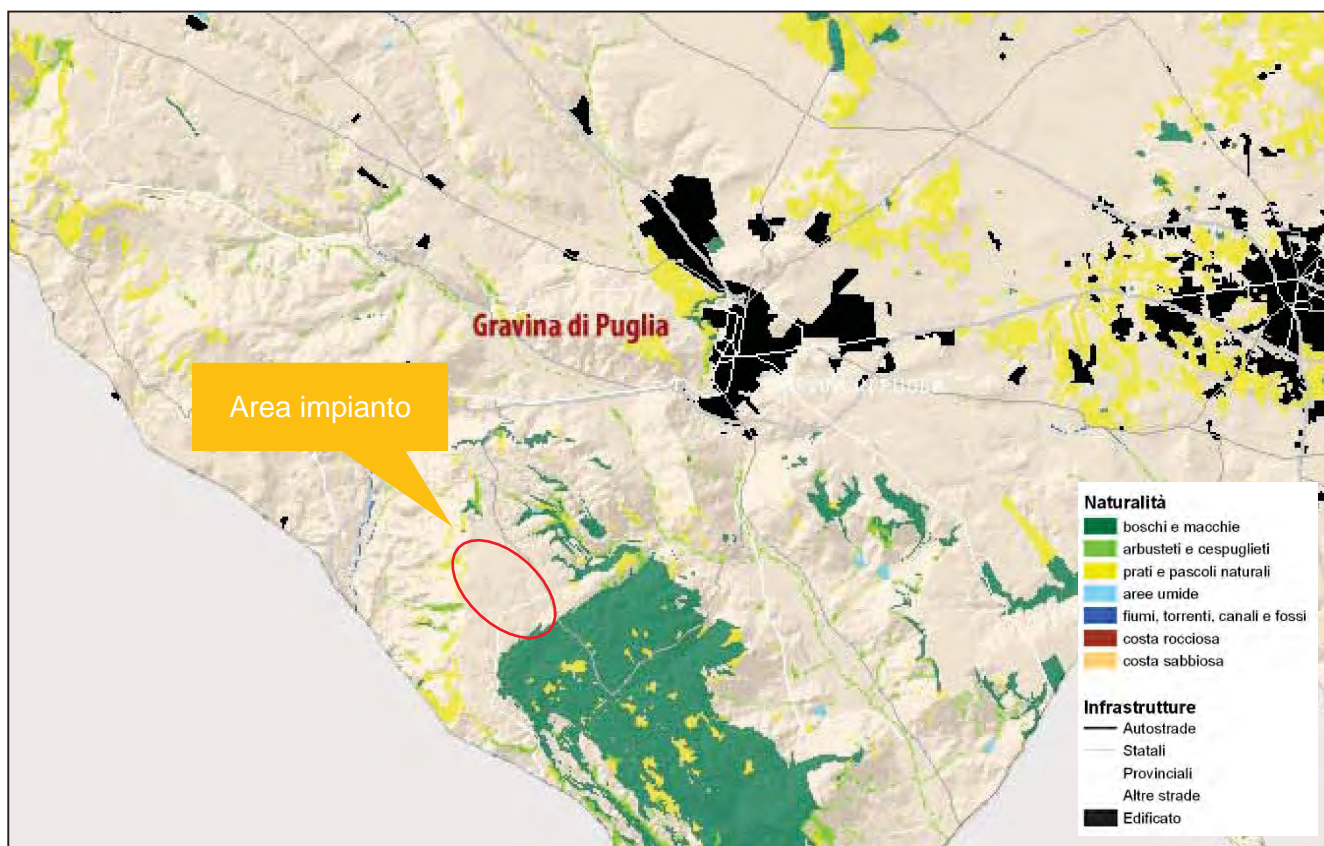 Gravina di Puglia
Area impianto
Naturalità
boschi e macchie
arbusteti e cespuglieti
prati e pascoli naturali
aree umide
fiumi, torrenti, canali e fossi
costa rocciosa
costa sabbiosa
Infrastrutture
Autostrade
Statali
Provinciali
Altre strade
Edificato